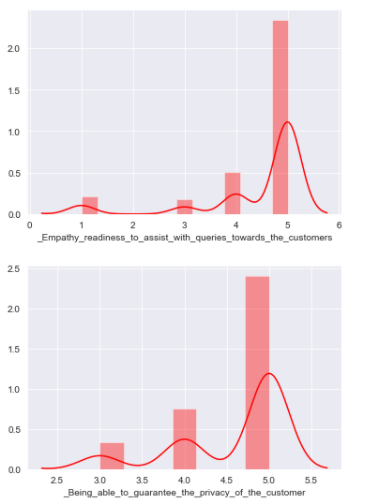 2.0
1.5
1.0
0.5
0.0
0 1 2 3 4 5 6
_Empathy_readiness_to_assist_with_queries_towards_the_customers
2.5
2.0
1.5
1.0
0.5
0.0
2.5 3.0 3.5 4.0 4.5 5.0 5.5
_Being_able_to_guarantee_the_privacy_of_the_customer